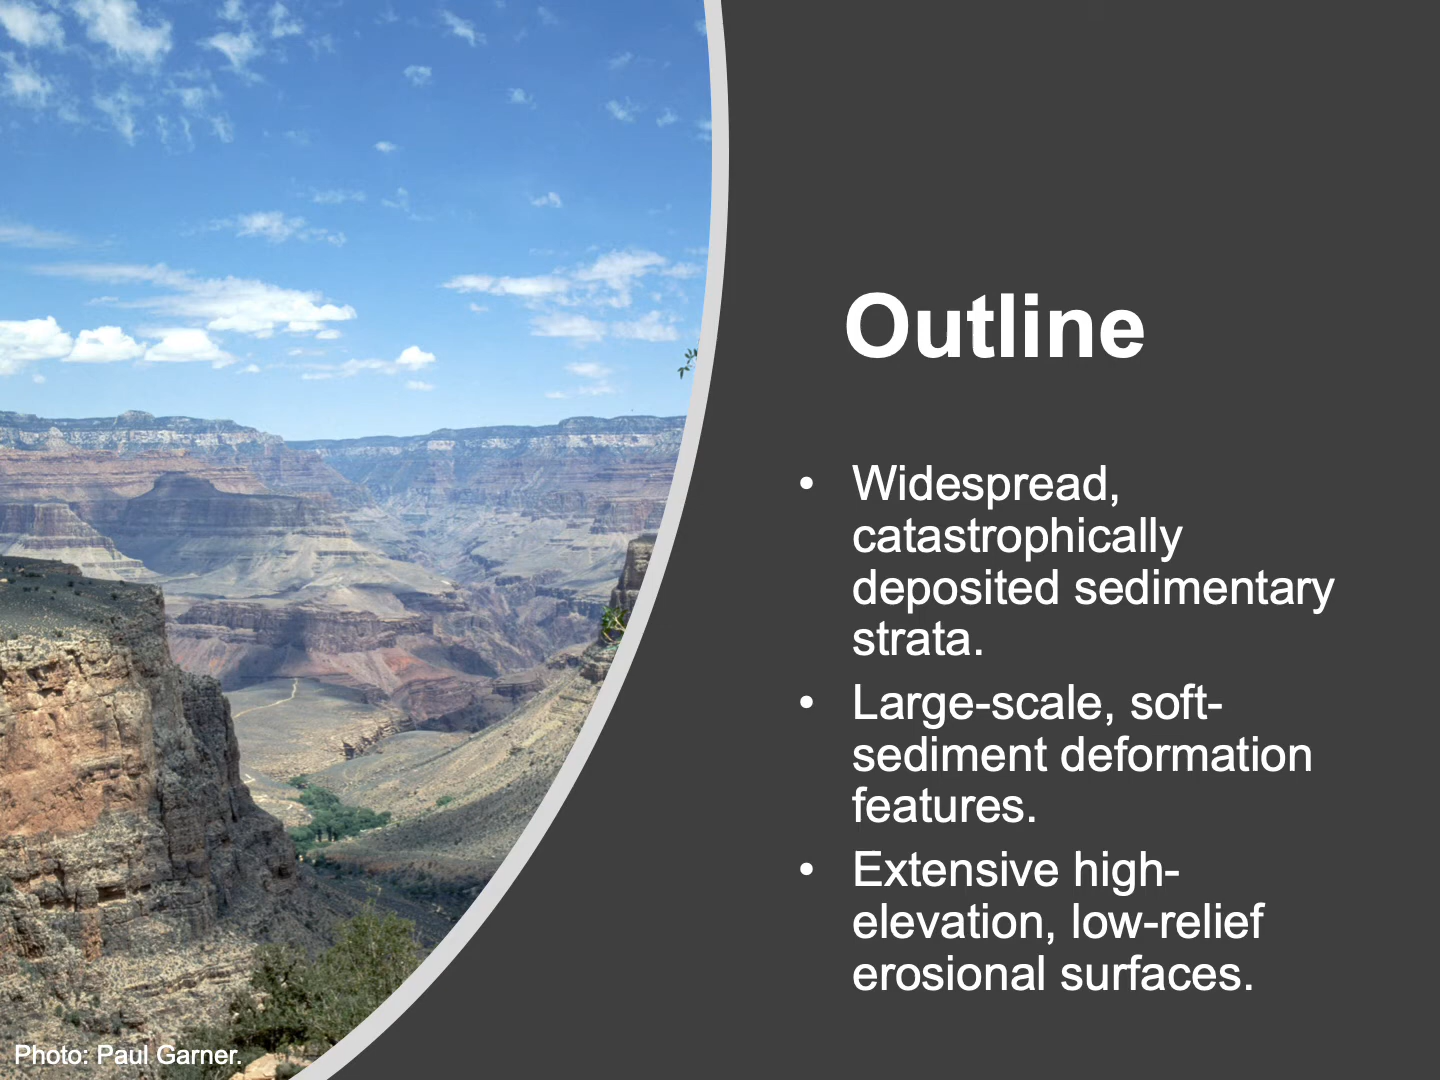 Outline
• Widespread,
catastrophically
deposited sedimentary
strata.
• Large-scale, soft-
sediment deformation
features.
• Extensive high-
elevation, low-relief
erosional surfaces.
Photo: Paul Garner.